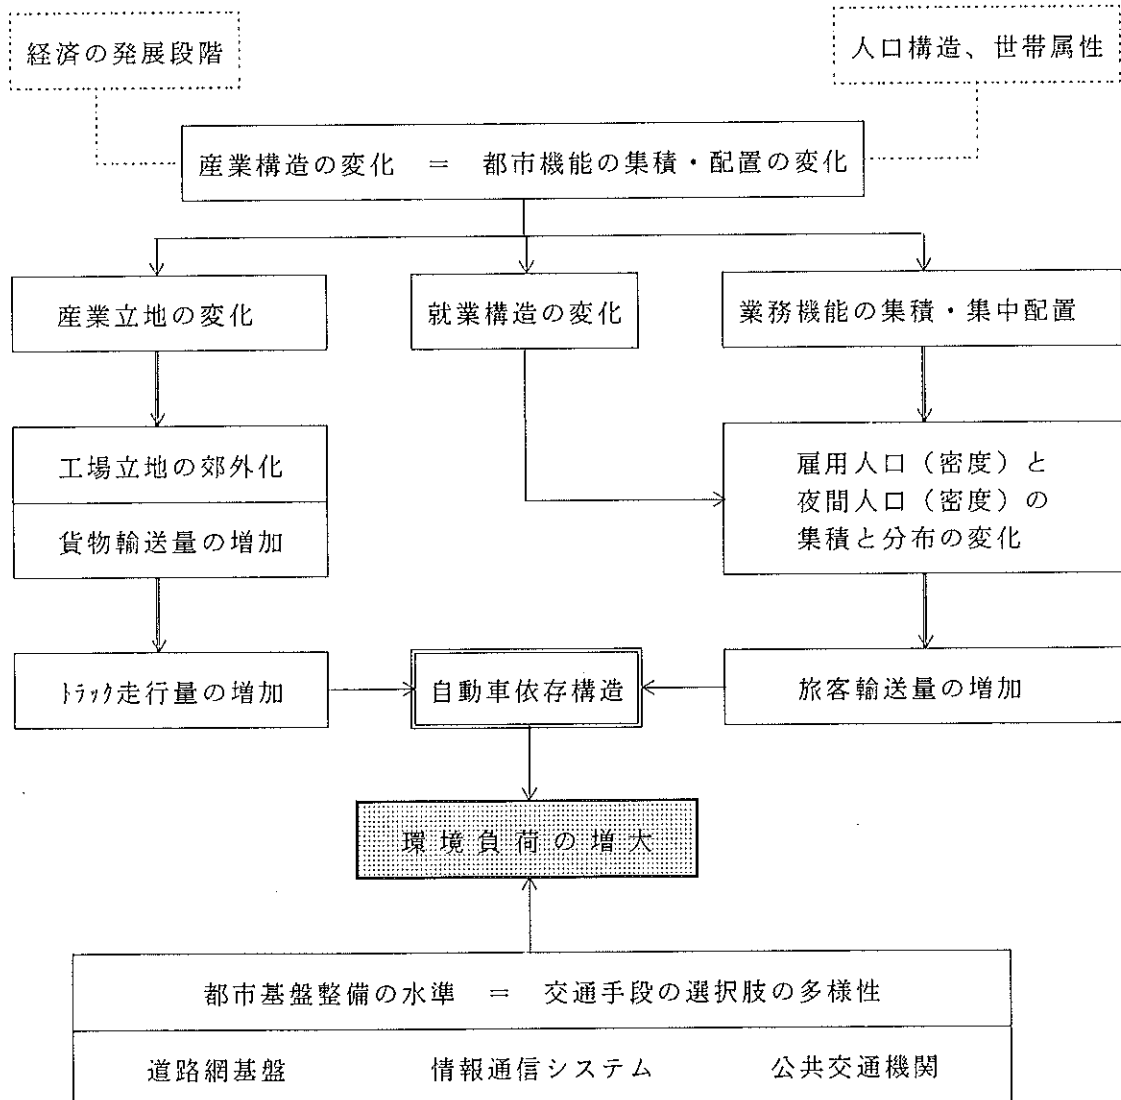 経済の発展段階
人口構造、世帯属性
産業構造の変化 = 都市機能の集積・配置の変化
産業立地の変化
就業構造の変化
業務機能の集積・集中配置
工場立地の郊外化
貨物輸送量の増加
雇用人口(密度)と
夜間人口(密度)の
集積と分布の変化
ﾄﾗｯｸ走行量の増加
自動車依存構造
旅客輸送量の増加
環境負荷の増大
都市基盤整備の水準 = 交通手段の選択肢の多様性
道路網基盤
情報通信システム
公共交通機関